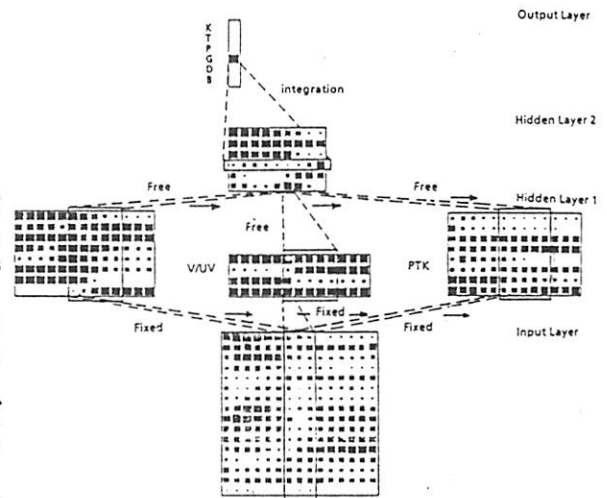 Output Layer
K
T
P
G
D
B
integration
Hidden Layer 2
Free
Free
Hidden Layer 1
Free
V/UV
PTK
Fixed
Fixed
Fixed
Input Layer